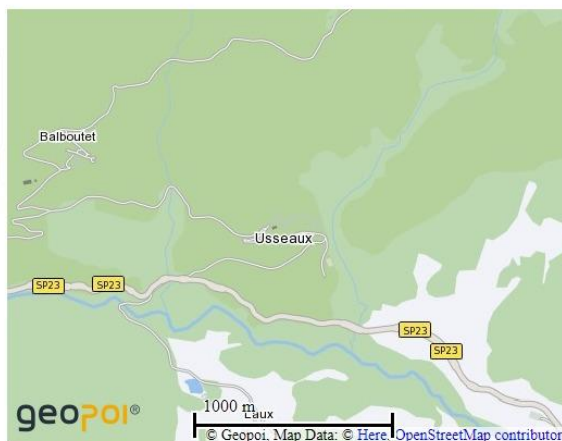 Balboutet
Usseaux
SP23
SP23
SP23
SP23
1000 m
Laux
geopoi®
© Geopoi, Map Data: © Here, OpenStreetMap contributor